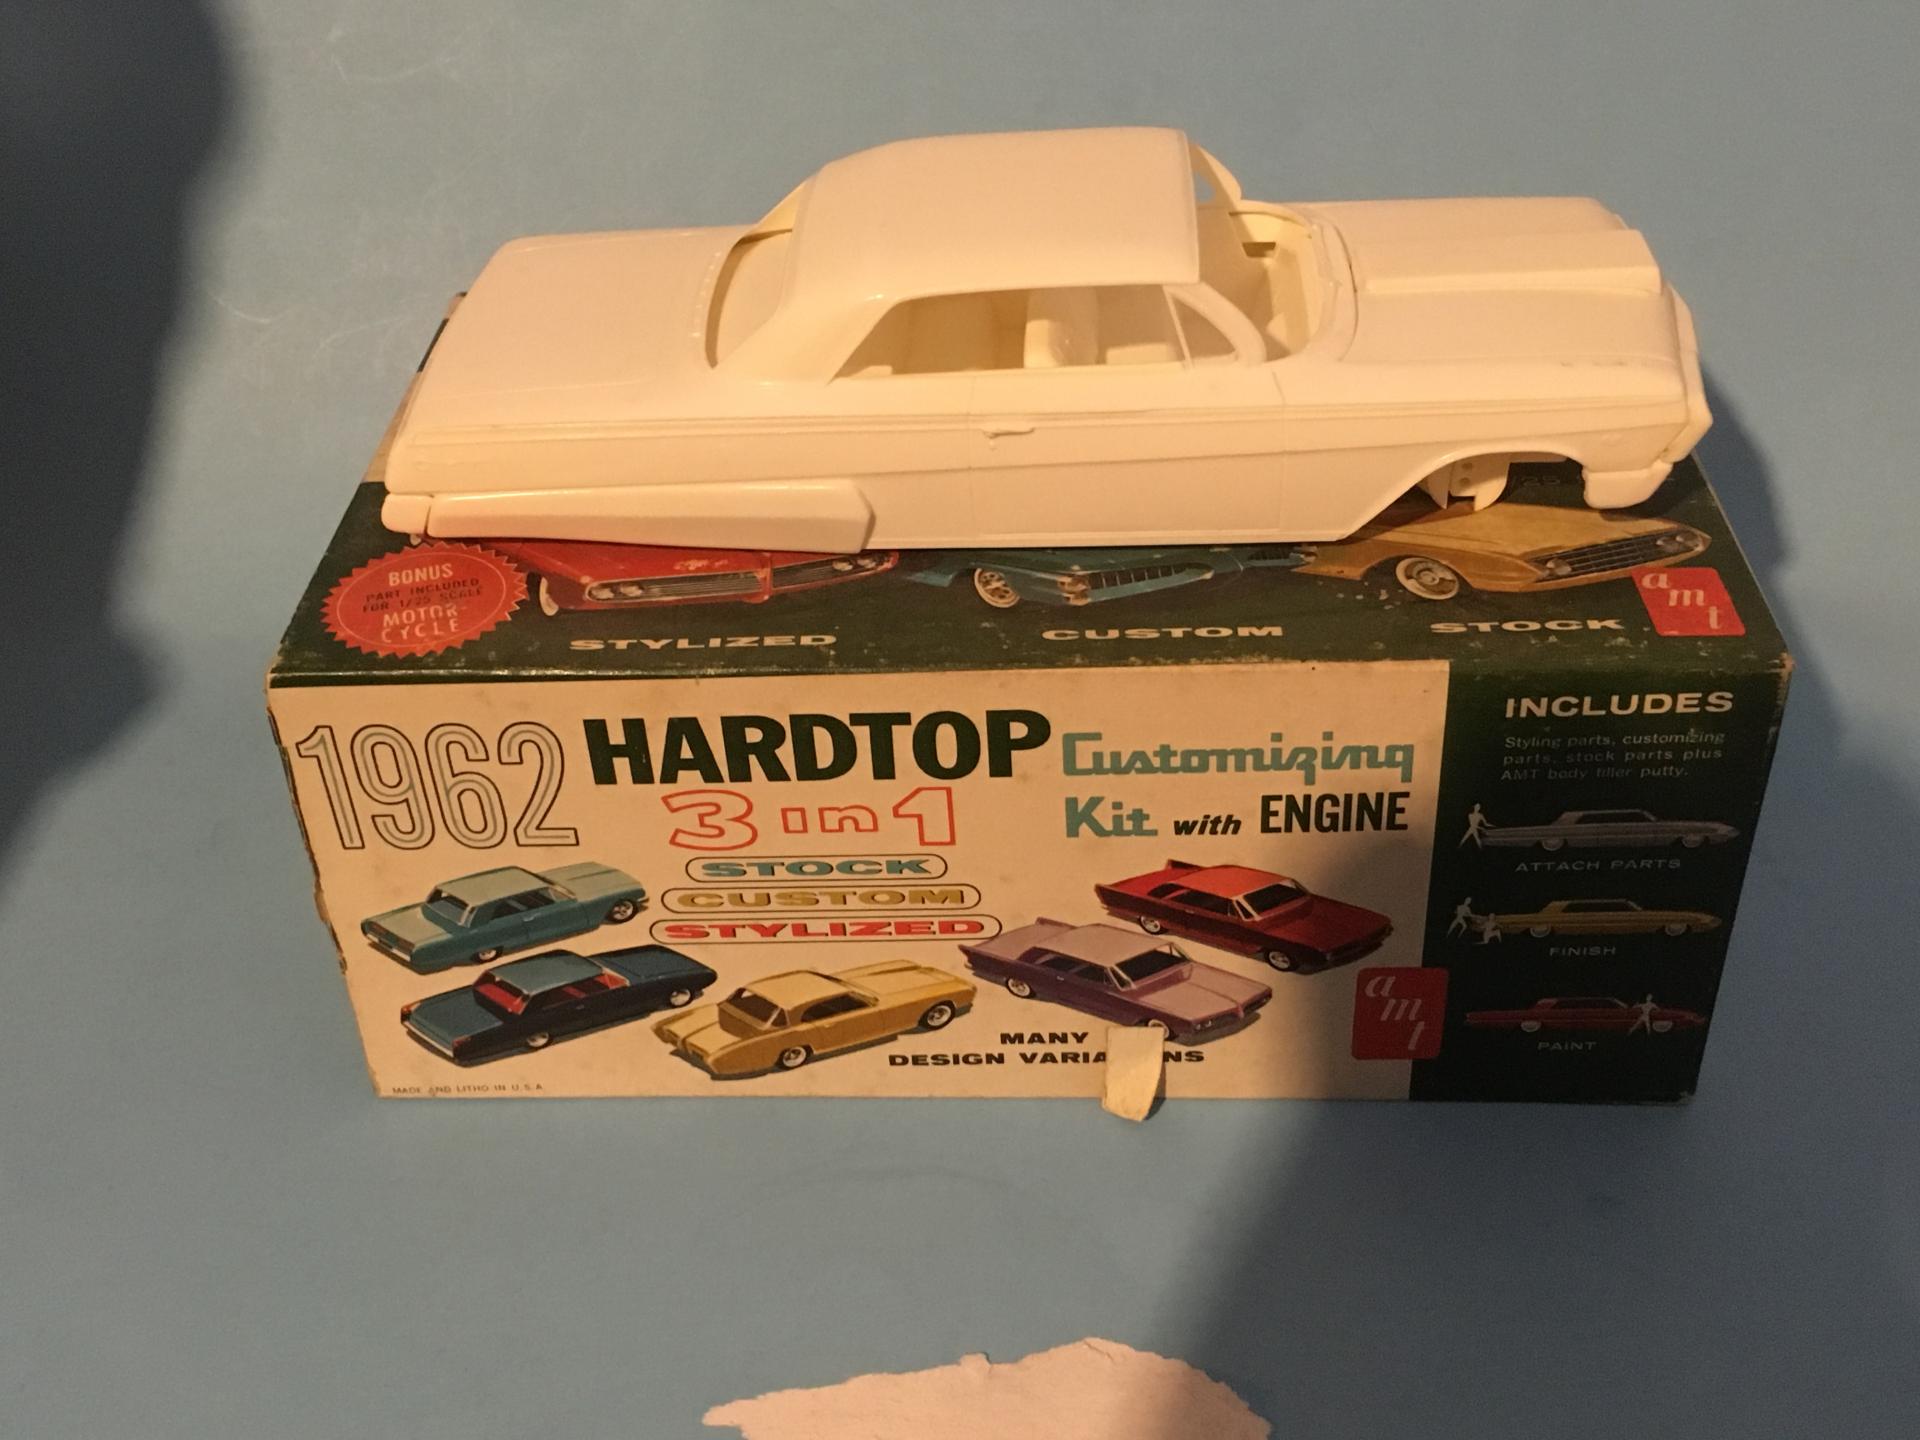 BONUS
PART INCLUDED
FOR 1/25 SCALE
MOTOR-
CYCLE
STYLIZED
CUSTOM
STOCK
amt
1962 HARDTOP Customizing
3 in 1 Kit with ENGINE
STOCK
CUSTOM
STYLIZED
MANY
DESIGN VARIA NS
MADE AND LITHO IN U.S.A.
amt
INCLUDES
Styling parts, customizing
parts, stock parts plus
AMT body filler putty.
ATTACH PARTS
FINISH
PAINT